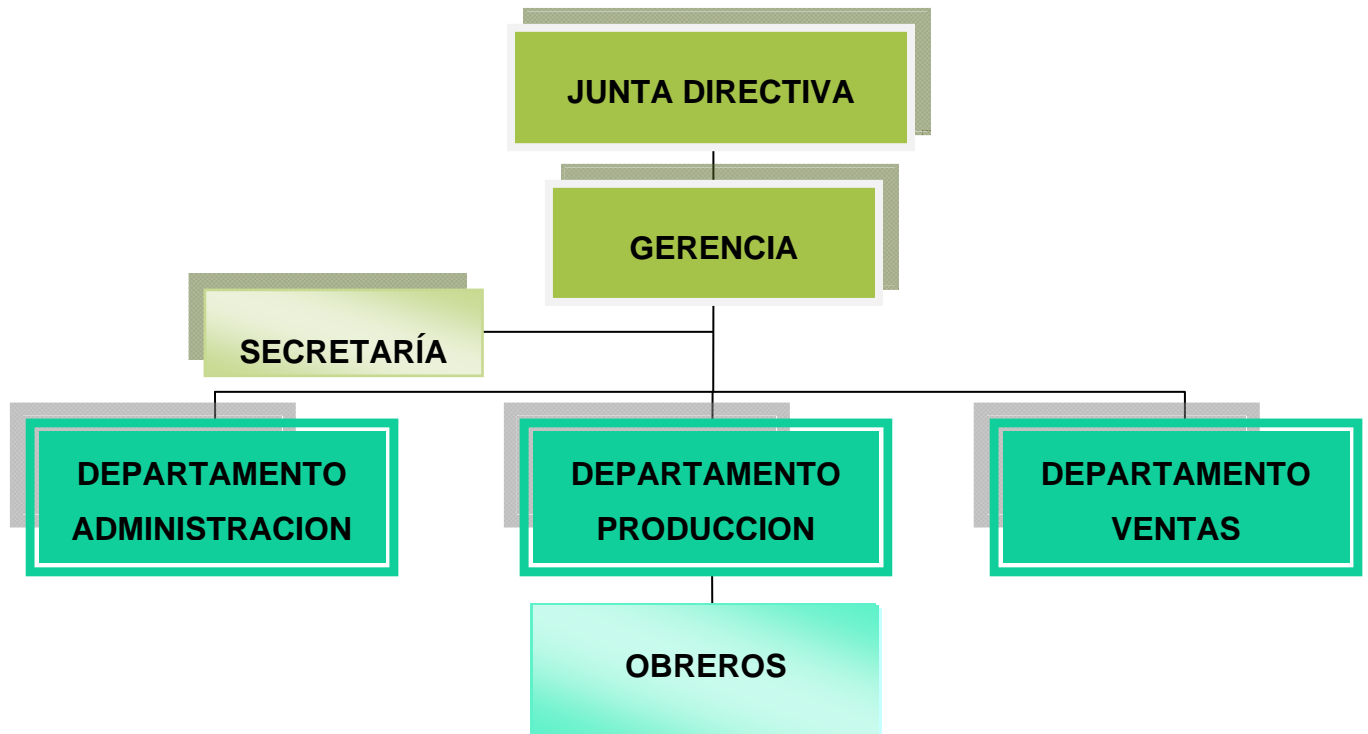 JUNTA DIRECTIVA
GERENCIA
SECRETARÍA
DEPARTAMENTO
ADMINISTRACION
DEPARTAMENTO
PRODUCCION
DEPARTAMENTO
VENTAS
OBREROS